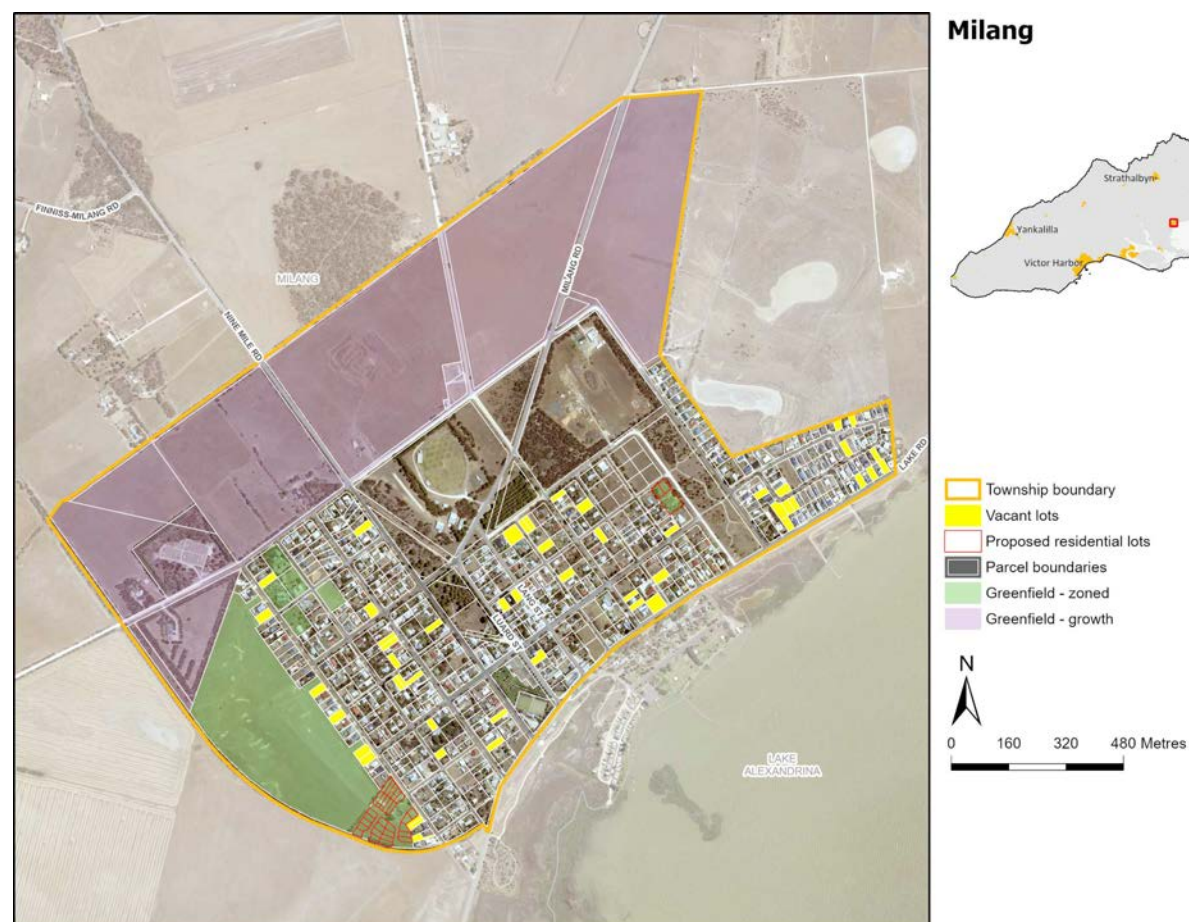 Milang
Strathalbyn
Yankalilla
Victor Harbor
FINNISS-MILANG RD
MILANG
MILANG RD
NINE MILE RD
LAKE RD
LUARD ST
LAKE
ALEXANDRINA
Township boundary
Vacant lots
Proposed residential lots
Parcel boundaries
Greenfield - zoned
Greenfield - growth
N
0 160 320 480 Metres